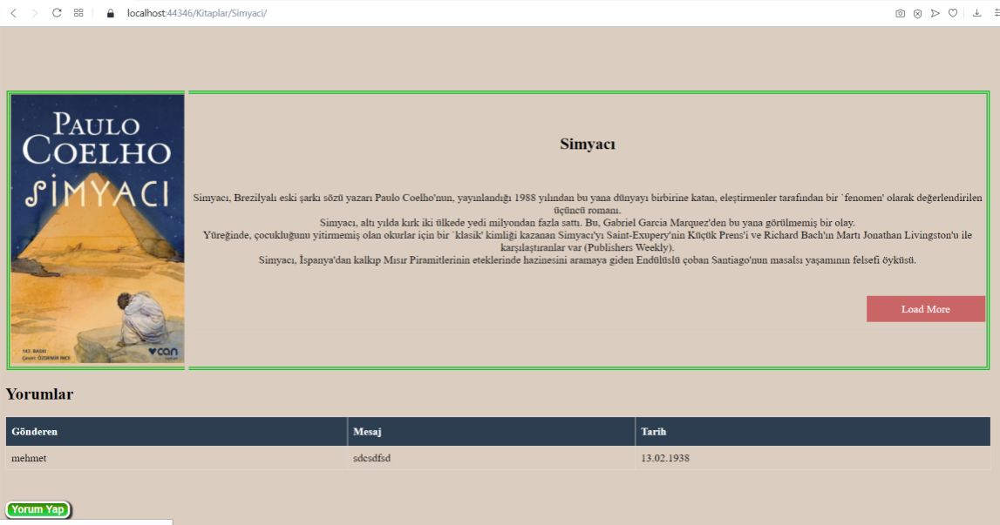 localhost:44346/Kitaplar/Simyaci/
PAULO
COELHO
SİMYACI
147. BASKI
Çeviri: ÖZDEMİR İNCE
can
Simyacı
Simyacı, Brezilyalı eski şarkı sözü yazarı Paulo Coelho'nun, yayınlandığı 1988 yılından bu yana dünyayı birbirine katan, eleştirmenler tarafından bir `fenomen' olarak değerlendirilen
üçüncü romanı.
Simyacı, altı yılda kırk iki ülkede yedi milyondan fazla sattı. Bu, Gabriel Garcia Marquez'den bu yana görülmemiş bir olay.
Yüreğinde, çocukluğunu yitirmemiş olan okurlar için bir `klasik' kimliği kazanan Simyacı'yı Saint-Exupery'nin Küçük Prens'i ve Richard Bach'ın Martı Jonathan Livingston'u ile
karşılaştıranlar var (Publishers Weekly).
Simyacı, İspanya'dan kalkıp Mısır Piramitlerinin eteklerinde hazinesini aramaya giden Endülüslü çoban Santiago'nun masalsı yaşamının felsefi öyküsü.
Load More
Yorumlar
Gönderen Mesaj Tarih
mehmet sdcsdfsd 13.02.1938
Yorum Yap